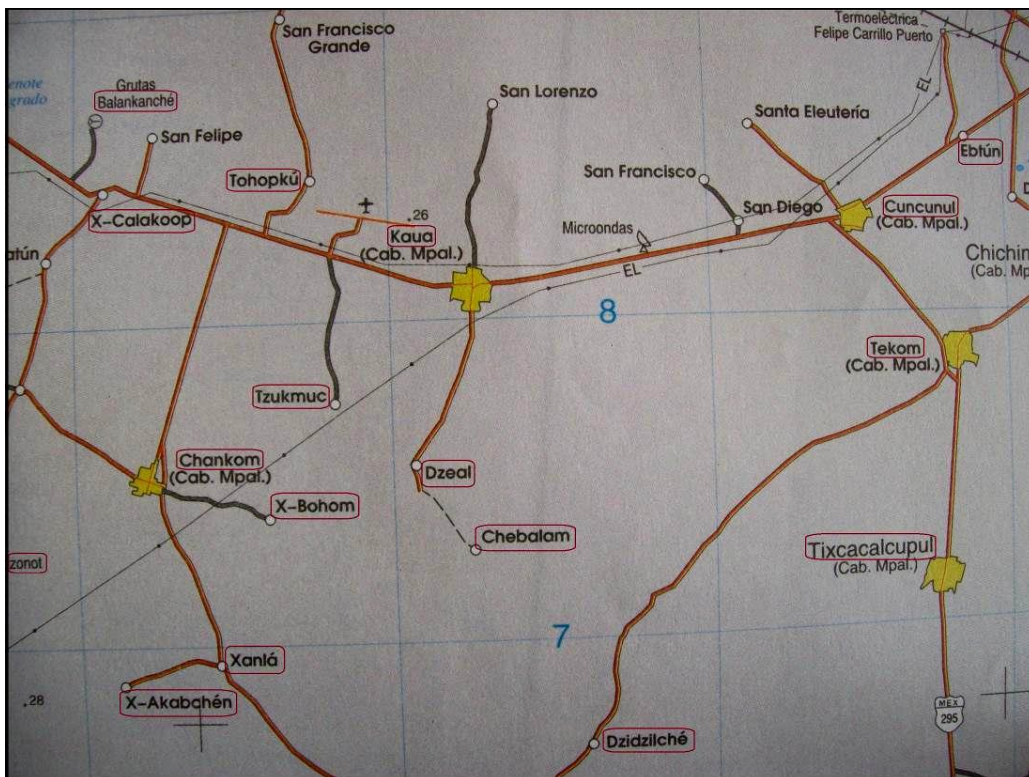 Termoeléctrica
Felipe Carrillo Puerto
San Francisco
Grande
EL
Grutas
Balankanché
San Lorenzo
Santa Eleutería
San Felipe
Ebtún
Tohopkú
San Francisco
Cuncunul
(Cab. Mpal.)
X-Calakoop
.26
San Diego
Kaua
(Cab. Mpal.)
Microondas
EL
(Cab. Mp
8
Tekom
(Cab. Mpal.)
Tzukmuc
Chankom
(Cab. Mpal.)
Dzeal
X-Bohom
Chebalam
Tixcacalcupul
(Cab. Mpal.)
zonot
7
Xanlá
X-Akabchén
.28
MEX
295
Dzidzilché